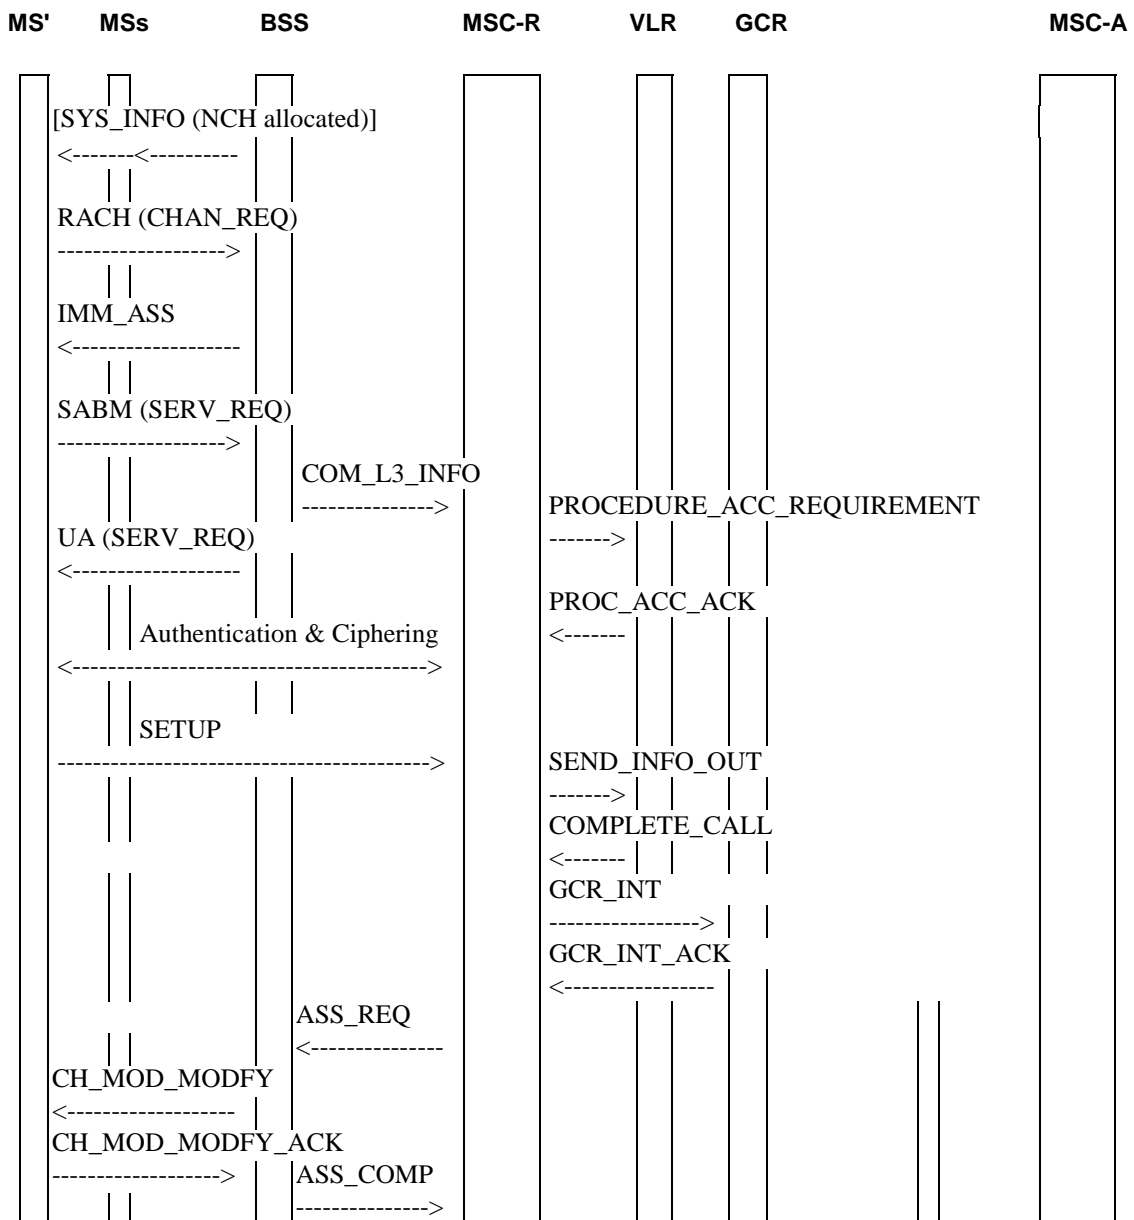 MS' MSs BSS MSC-R VLR GCR MSC-A
[SYS_INFO (NCH allocated)]
<-------<----------
RACH (CHAN_REQ)
------------------->
IMM_ASS
<-------------------
SABM (SERV_REQ)
------------------->
COM_L3_INFO
---------------> PROCEDURE_ACC_REQUIREMENT
UA (SERV_REQ) ------->
<-------------------
PROC_ACC_ACK
Authentication & Ciphering <-------
<---------------------------------------->
SETUP
------------------------------------------> SEND_INFO_OUT
------->
COMPLETE_CALL
<-------
GCR_INT
----------------->
GCR_INT_ACK
<-----------------
ASS_REQ
<---------------
CH_MOD_MODFY
<-------------------
CH_MOD_MODFY_ACK
-------------------> ASS_COMP
--------------->